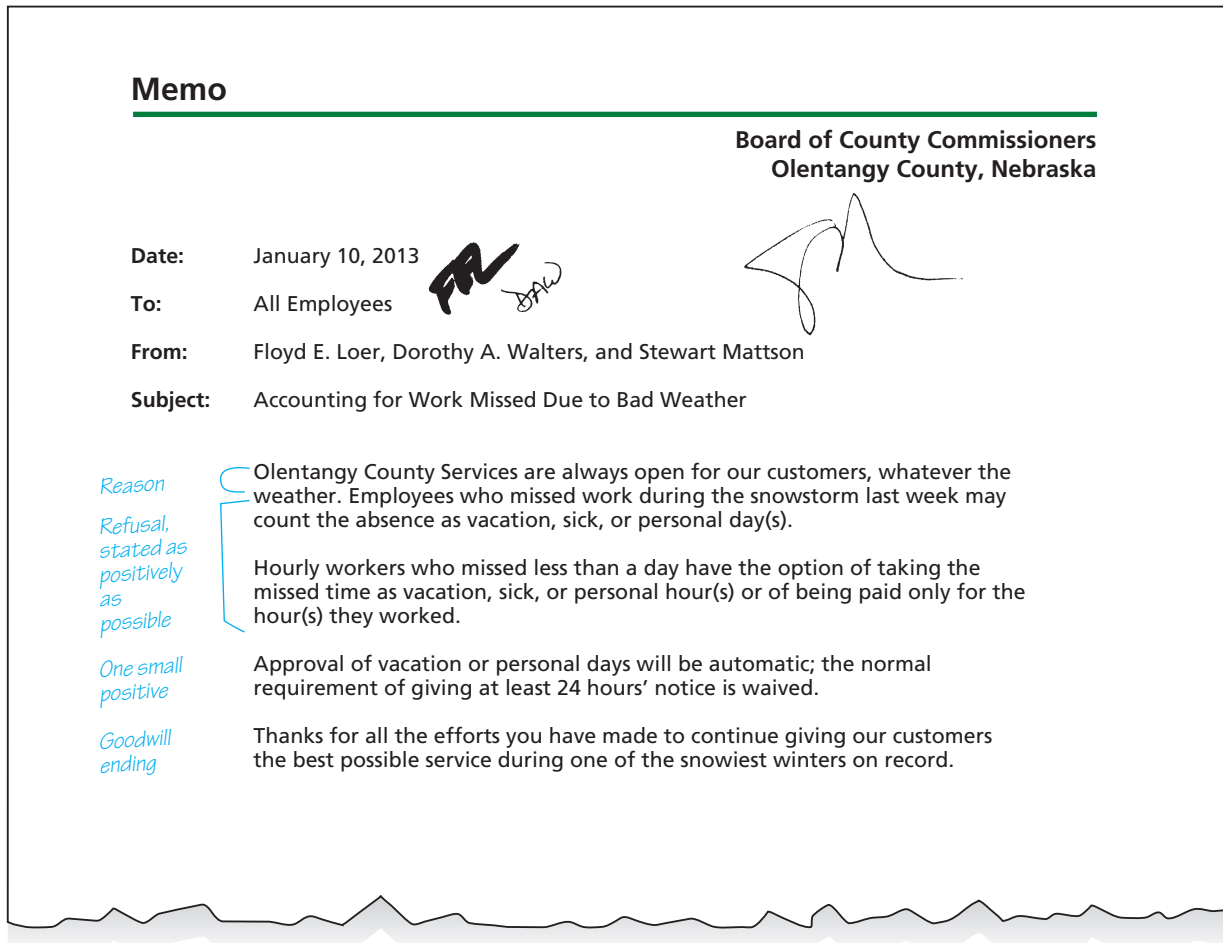 Memo
Board of County Commissioners
Olentangy County, Nebraska
Date: January 10, 2013
DAW
To: All Employees
From: Floyd E. Loer, Dorothy A. Walters, and Stewart Mattson
Subject: Accounting for Work Missed Due to Bad Weather
Reason
Refusal,
stated as
positively
as
possible
Olentangy County Services are always open for our customers, whatever the
weather. Employees who missed work during the snowstorm last week may
count the absence as vacation, sick, or personal day(s).
Hourly workers who missed less than a day have the option of taking the
missed time as vacation, sick, or personal hour(s) or of being paid only for the
hour(s) they worked.
One small
positive
Approval of vacation or personal days will be automatic; the normal
requirement of giving at least 24 hours’ notice is waived.
Goodwill
ending
Thanks for all the efforts you have made to continue giving our customers
the best possible service during one of the snowiest winters on record.